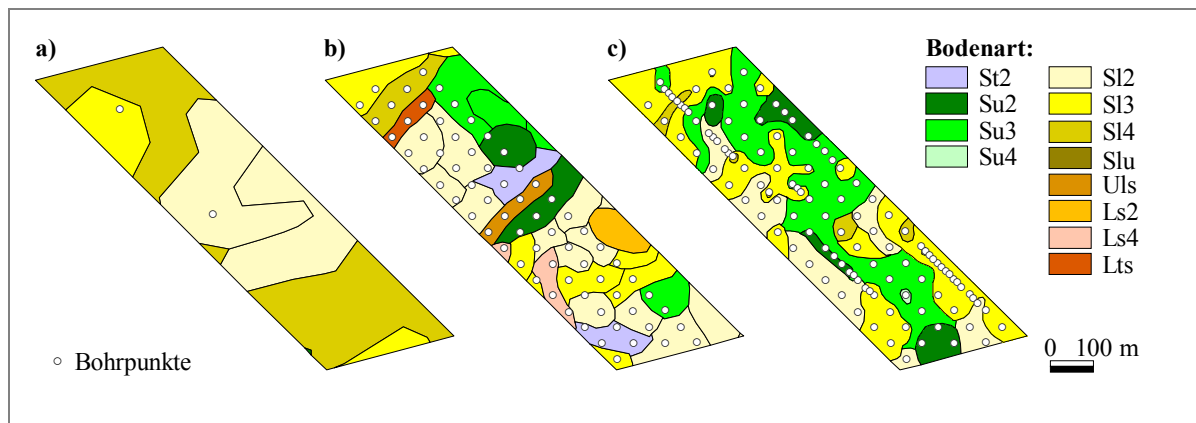 a)
b)
c)
Bodenart:
St2
Su2
Su3
Su4
Sl2
Sl3
Sl4
Slu
Uls
Ls2
Ls4
Lts
Bohrpunkte
0 100 m